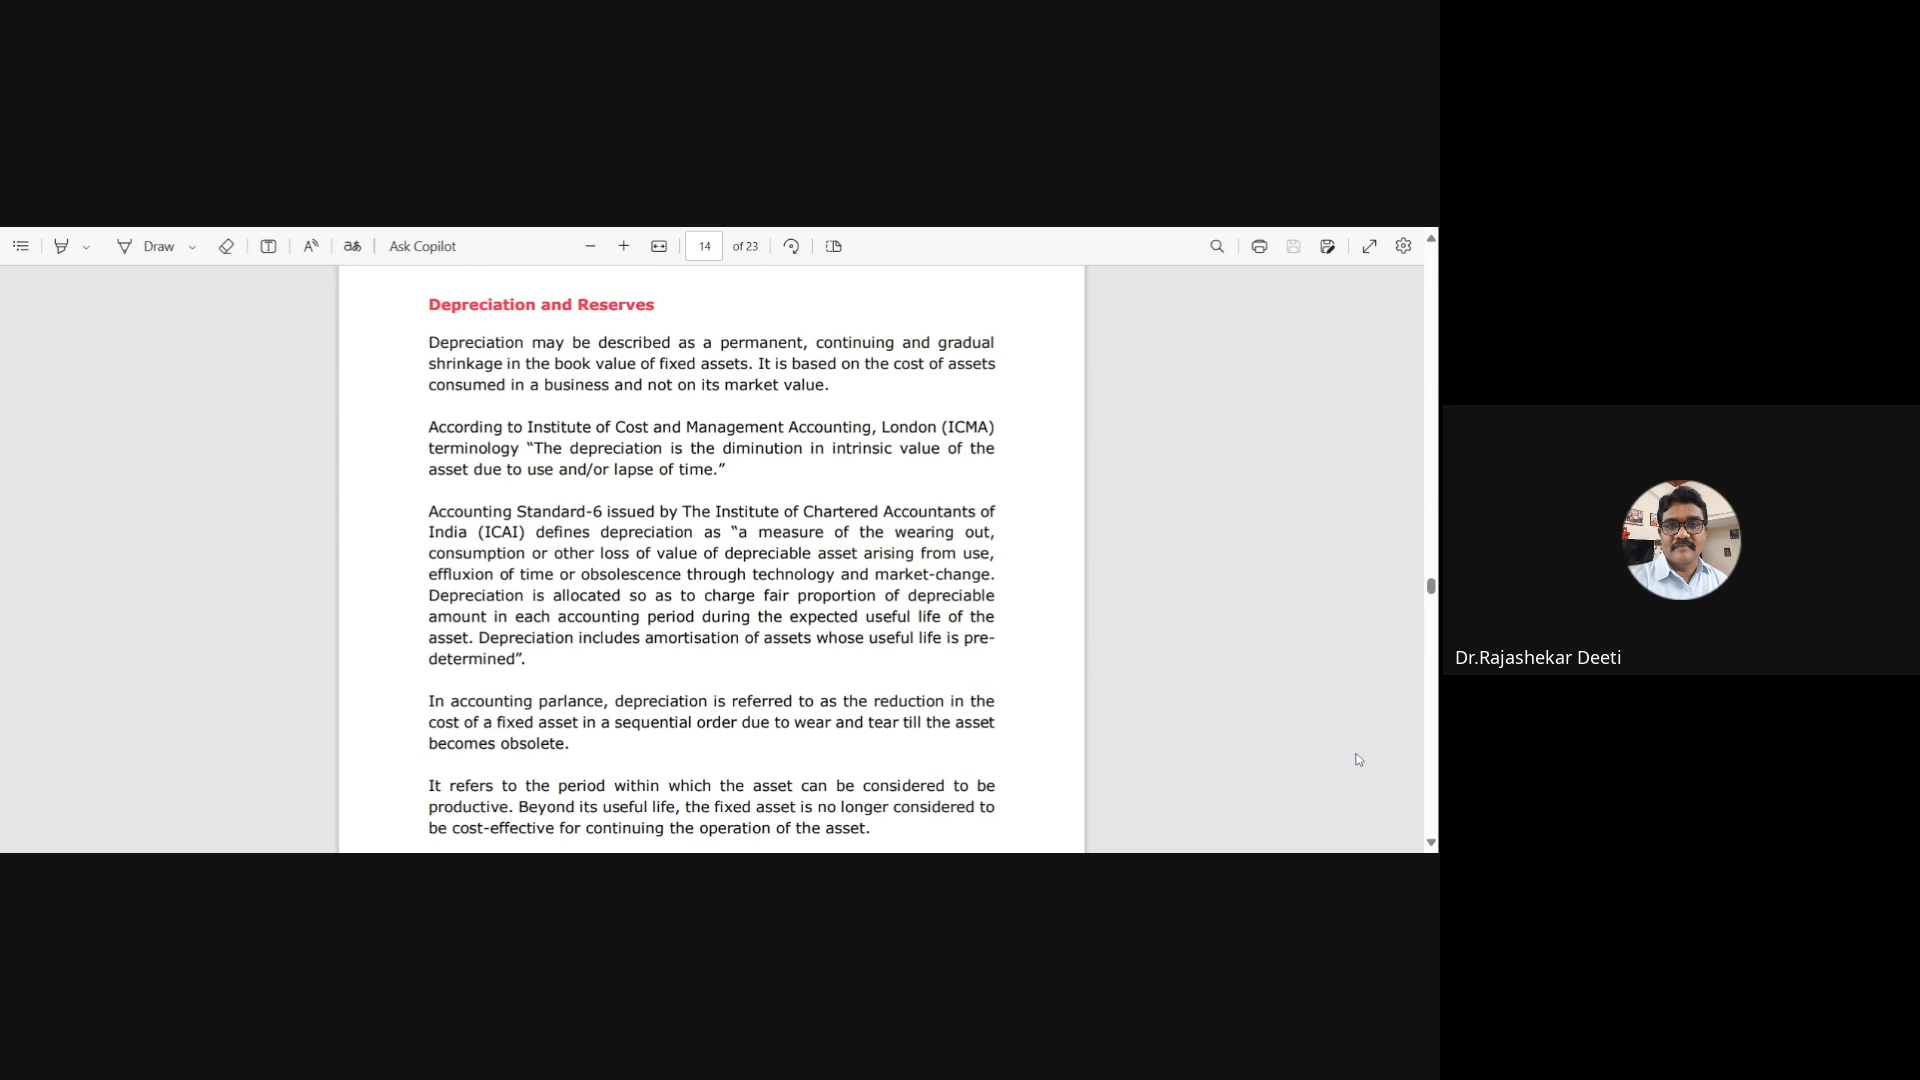 Draw
Ask Copilot
14 of 23
Depreciation and Reserves
Depreciation may be described as a permanent, continuing and gradual
shrinkage in the book value of fixed assets. It is based on the cost of assets
consumed in a business and not on its market value.
According to Institute of Cost and Management Accounting, London (ICMA)
terminology “The depreciation is the diminution in intrinsic value of the
asset due to use and/or lapse of time.”
Accounting Standard-6 issued by The Institute of Chartered Accountants of
India (ICAI) defines depreciation as “a measure of the wearing out,
consumption or other loss of value of depreciable asset arising from use,
effluxion of time or obsolescence through technology and market-change.
Depreciation is allocated so as to charge fair proportion of depreciable
amount in each accounting period during the expected useful life of the
asset. Depreciation includes amortisation of assets whose useful life is pre-
determined”.
In accounting parlance, depreciation is referred to as the reduction in the
cost of a fixed asset in a sequential order due to wear and tear till the asset
becomes obsolete.
It refers to the period within which the asset can be considered to be
productive. Beyond its useful life, the fixed asset is no longer considered to
be cost-effective for continuing the operation of the asset.
Dr.Rajashekar Deeti